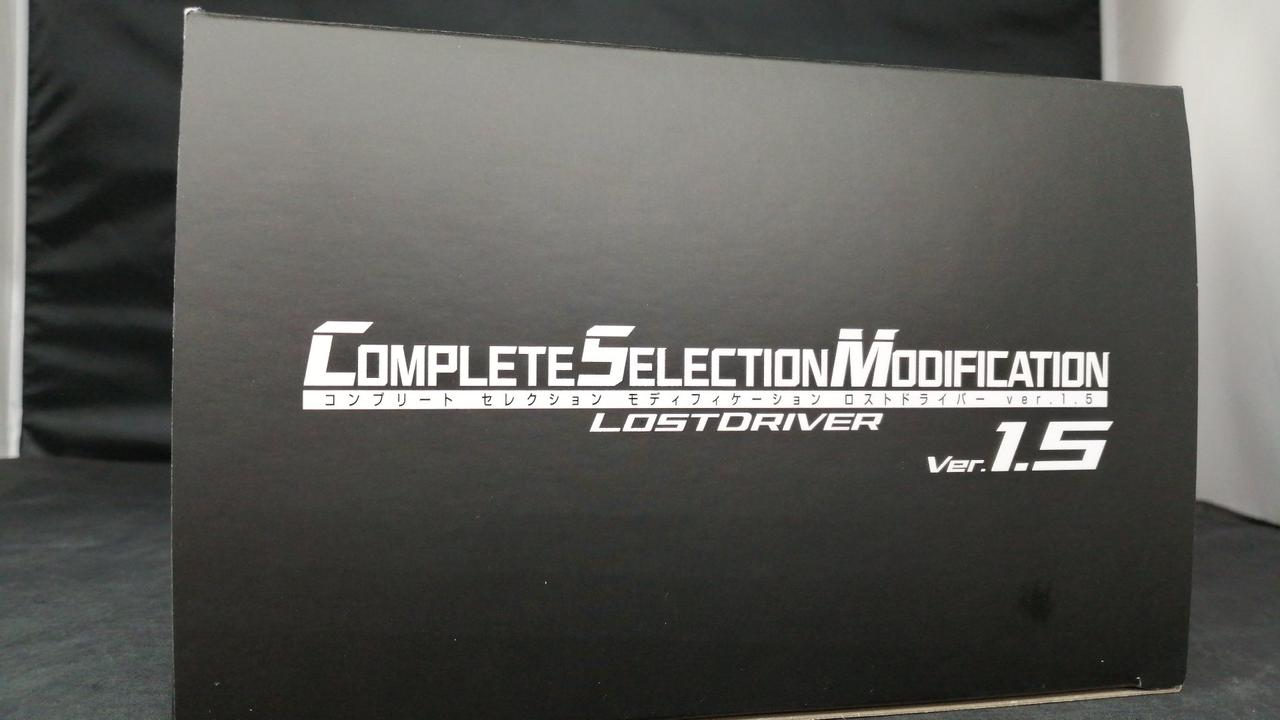 COMPLETE SELECTION MODIFICATION
コンプリート セレクション モディフィケーション ロストドライバー ver.1.5
LOSTDRIVER
Ver.1.5